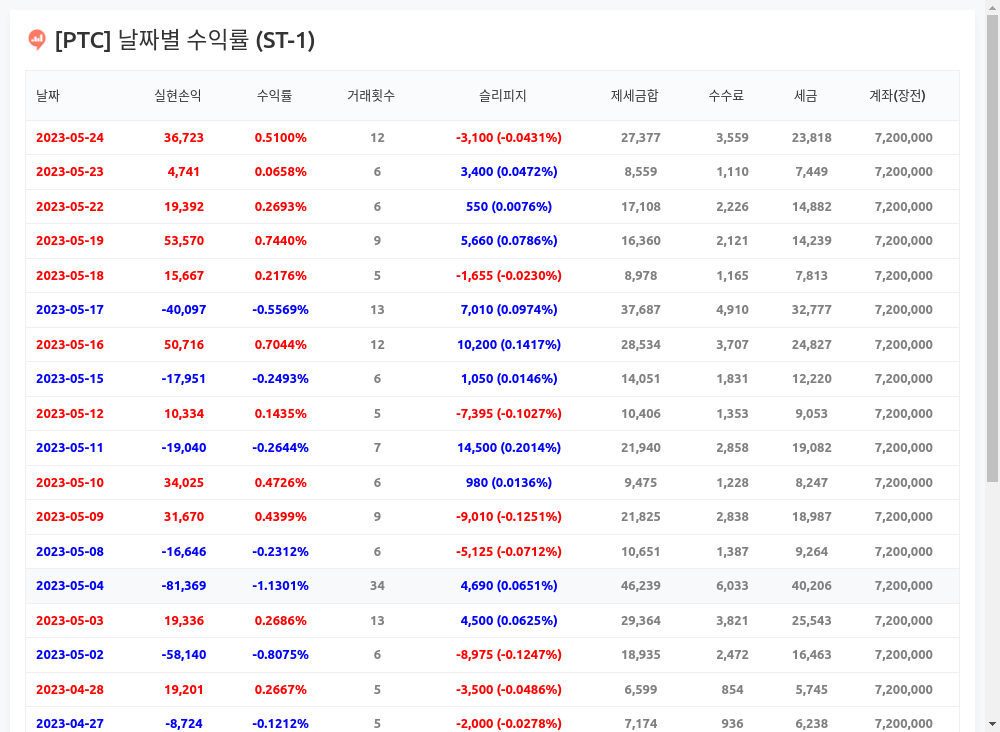 [PTC] 날짜별 수익률 (ST-1)
날짜 실현손익 수익률 거래횟수 슬리피지 제세금합 수수료 세금 계좌(장전)
2023-05-24 36,723 0.5100% 12 -3,100 (-0.0431%) 27,377 3,559 23,818 7,200,000
2023-05-23 4,741 0.0658% 6 3,400 (0.0472%) 8,559 1,110 7,449 7,200,000
2023-05-22 19,392 0.2693% 6 550 (0.0076%) 17,108 2,226 14,882 7,200,000
2023-05-19 53,570 0.7440% 9 5,660 (0.0786%) 16,360 2,121 14,239 7,200,000
2023-05-18 15,667 0.2176% 5 -1,655 (-0.0230%) 8,978 1,165 7,813 7,200,000
2023-05-17 -40,097 -0.5569% 13 7,010 (0.0974%) 37,687 4,910 32,777 7,200,000
2023-05-16 50,716 0.7044% 12 10,200 (0.1417%) 28,534 3,707 24,827 7,200,000
2023-05-15 -17,951 -0.2493% 6 1,050 (0.0146%) 14,051 1,831 12,220 7,200,000
2023-05-12 10,334 0.1435% 5 -7,395 (-0.1027%) 10,406 1,353 9,053 7,200,000
2023-05-11 -19,040 -0.2644% 7 14,500 (0.2014%) 21,940 2,858 19,082 7,200,000
2023-05-10 34,025 0.4726% 6 980 (0.0136%) 9,475 1,228 8,247 7,200,000
2023-05-09 31,670 0.4399% 9 -9,010 (-0.1251%) 21,825 2,838 18,987 7,200,000
2023-05-08 -16,646 -0.2312% 6 -5,125 (-0.0712%) 10,651 1,387 9,264 7,200,000
2023-05-04 -81,369 -1.1301% 34 4,690 (0.0651%) 46,239 6,033 40,206 7,200,000
2023-05-03 19,336 0.2686% 13 4,500 (0.0625%) 29,364 3,821 25,543 7,200,000
2023-05-02 -58,140 -0.8075% 6 -8,975 (-0.1247%) 18,935 2,472 16,463 7,200,000
2023-04-28 19,201 0.2667% 5 -3,500 (-0.0486%) 6,599 854 5,745 7,200,000
2023-04-27 -8,724 -0.1212% 5 -2,000 (-0.0278%) 7,174 936 6,238 7,200,000